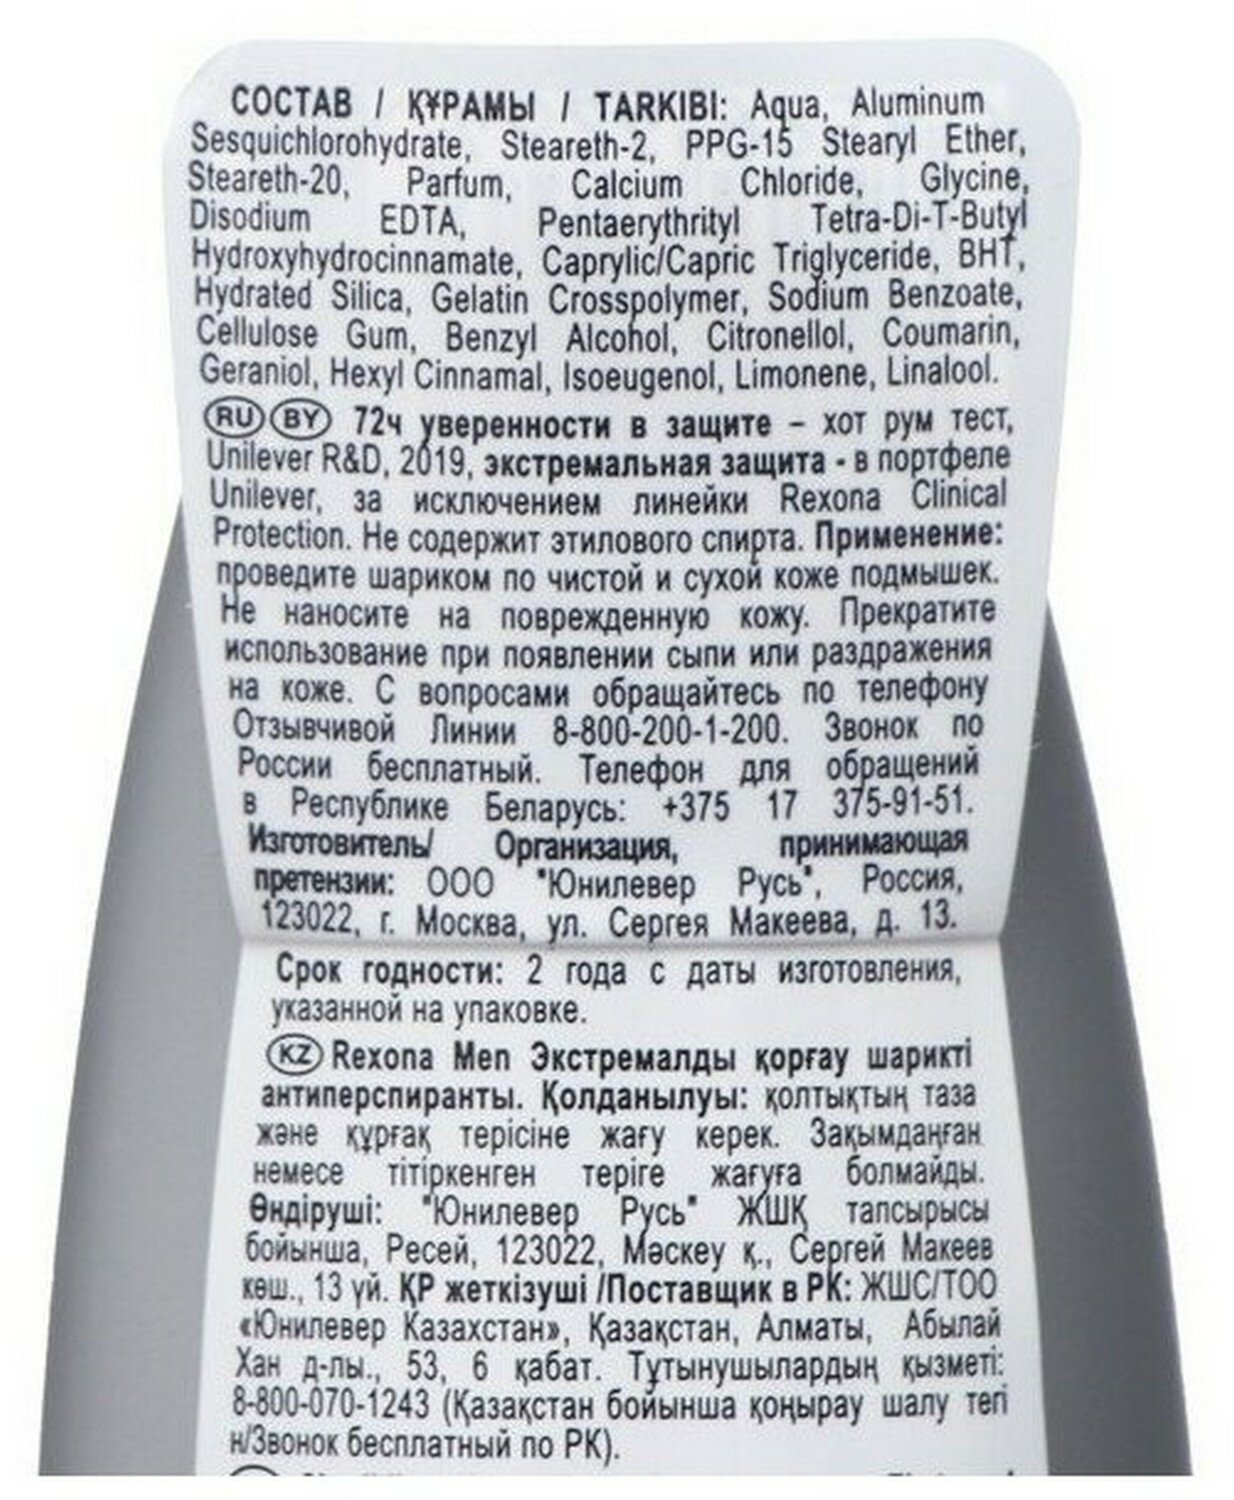 СОСТАВ / ҚҰРАМЫ / TARKIBI: Aqua, Aluminum
Sesquichlorohydrate, Steareth-2, PPG-15 Stearyl Ether,
Steareth-20, Parfum, Calcium Chloride, Glycine,
Disodium EDTA, Pentaerythrityl Tetra-Di-T-Butyl
Hydroxyhydrocinnamate, Caprylic/Capric Triglyceride, BHT,
Hydrated Silica, Gelatin Crosspolymer, Sodium Benzoate,
Cellulose Gum, Benzyl Alcohol, Citronellol, Coumarin,
Geraniol, Hexyl Cinnamal, Isoeugenol, Limonene, Linalool.
RU BY 72ч уверенности в защите – хот рум тест,
Unilever R&D, 2019, экстремальная защита - в портфеле
Unilever, за исключением линейки Rexona Clinical
Protection. Не содержит этилового спирта. Применение:
проведите шариком по чистой и сухой коже подмышек.
Не наносите на поврежденную кожу. Прекратите
использование при появлении сыпи или раздражения
на коже. С вопросами обращайтесь по телефону
Отзывчивой Линии 8-800-200-1-200. Звонок по
России бесплатный. Телефон для обращений
в Республике Беларусь: +375 17 375-91-51.
Изготовитель/ Организация, принимающая
претензии: ООО "Юнилевер Русь", Россия,
123022, г. Москва, ул. Сергея Макеева, д. 13.
Срок годности: 2 года с даты изготовления,
указанной на упаковке.
KZ Rexona Men Экстремалды қорғау шарикті
антиперспиранты. Қолданылуы: қолтықтың таза
және құрғақ терісіне жағу керек. Зақымданған
немесе тітіркенген теріге жағуға болмайды.
Өндіруші: "Юнилевер Русь" ЖШҚ тапсырысы
бойынша, Ресей, 123022, Мәскеу қ., Сергей Макеев
көш., 13 үй. ҚР жеткізуші /Поставщик в РК: ЖШС/ТОО
«Юнилевер Казахстан», Қазақстан, Алматы, Абылай
Хан д-лы., 53, 6 қабат. Тұтынушылардың қызметі:
8-800-070-1243 (Қазақстан бойынша қоңырау шалу тегі
н/Звонок бесплатный по РК).